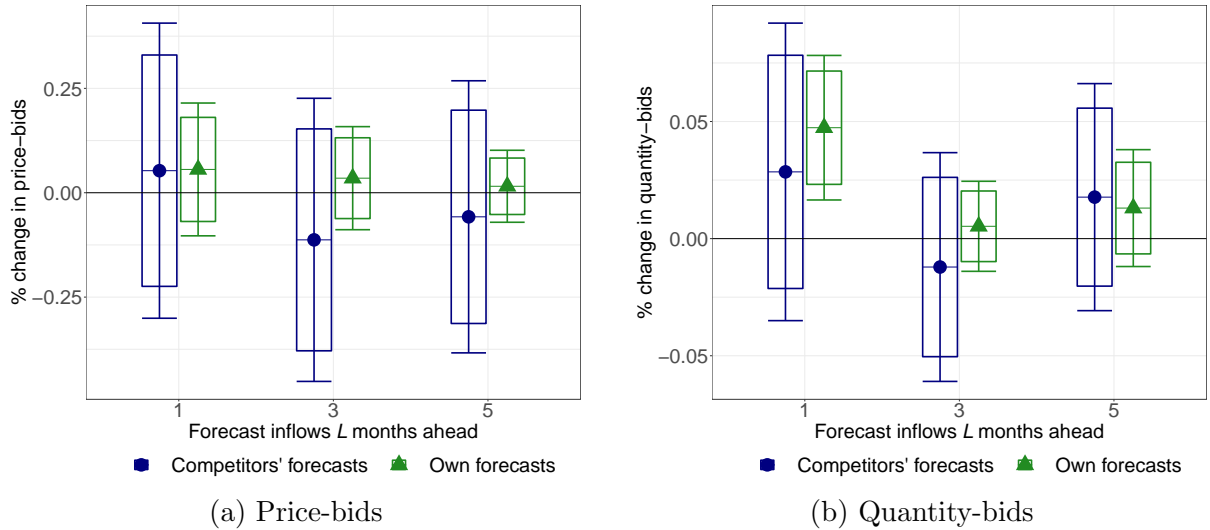 % change in price−bids
0.25
0.00
−0.25
1
3
5
Forecast inflows L months ahead
Competitors' forecasts
Own forecasts
(a) Price-bids
% change in quantity−bids
0.05
0.00
−0.05
1
3
5
Forecast inflows L months ahead
Competitors' forecasts
Own forecasts
(b) Quantity-bids